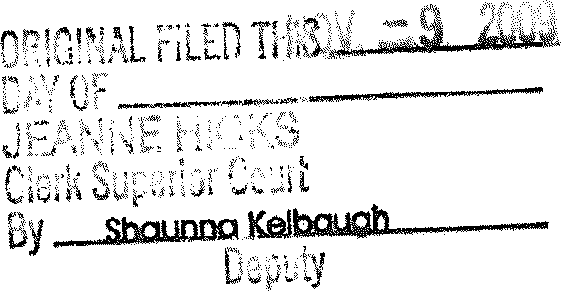 ORIGINAL FILED THIS NOV. -9 2009
DAY OF
JEANNE HICKS
Clerk Superior Court
By Shaunna Kelbaugh
Deputy